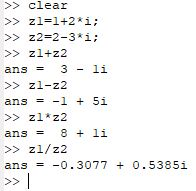 >> clear
>> z1=1+2*i;
>> z2=2-3*i;
>> z1+z2
ans =  3 - 1i
>> z1-z2
ans = -1 + 5i
>> z1*z2
ans =  8 + 1i
>> z1/z2
ans = -0.3077 + 0.5385i
>>